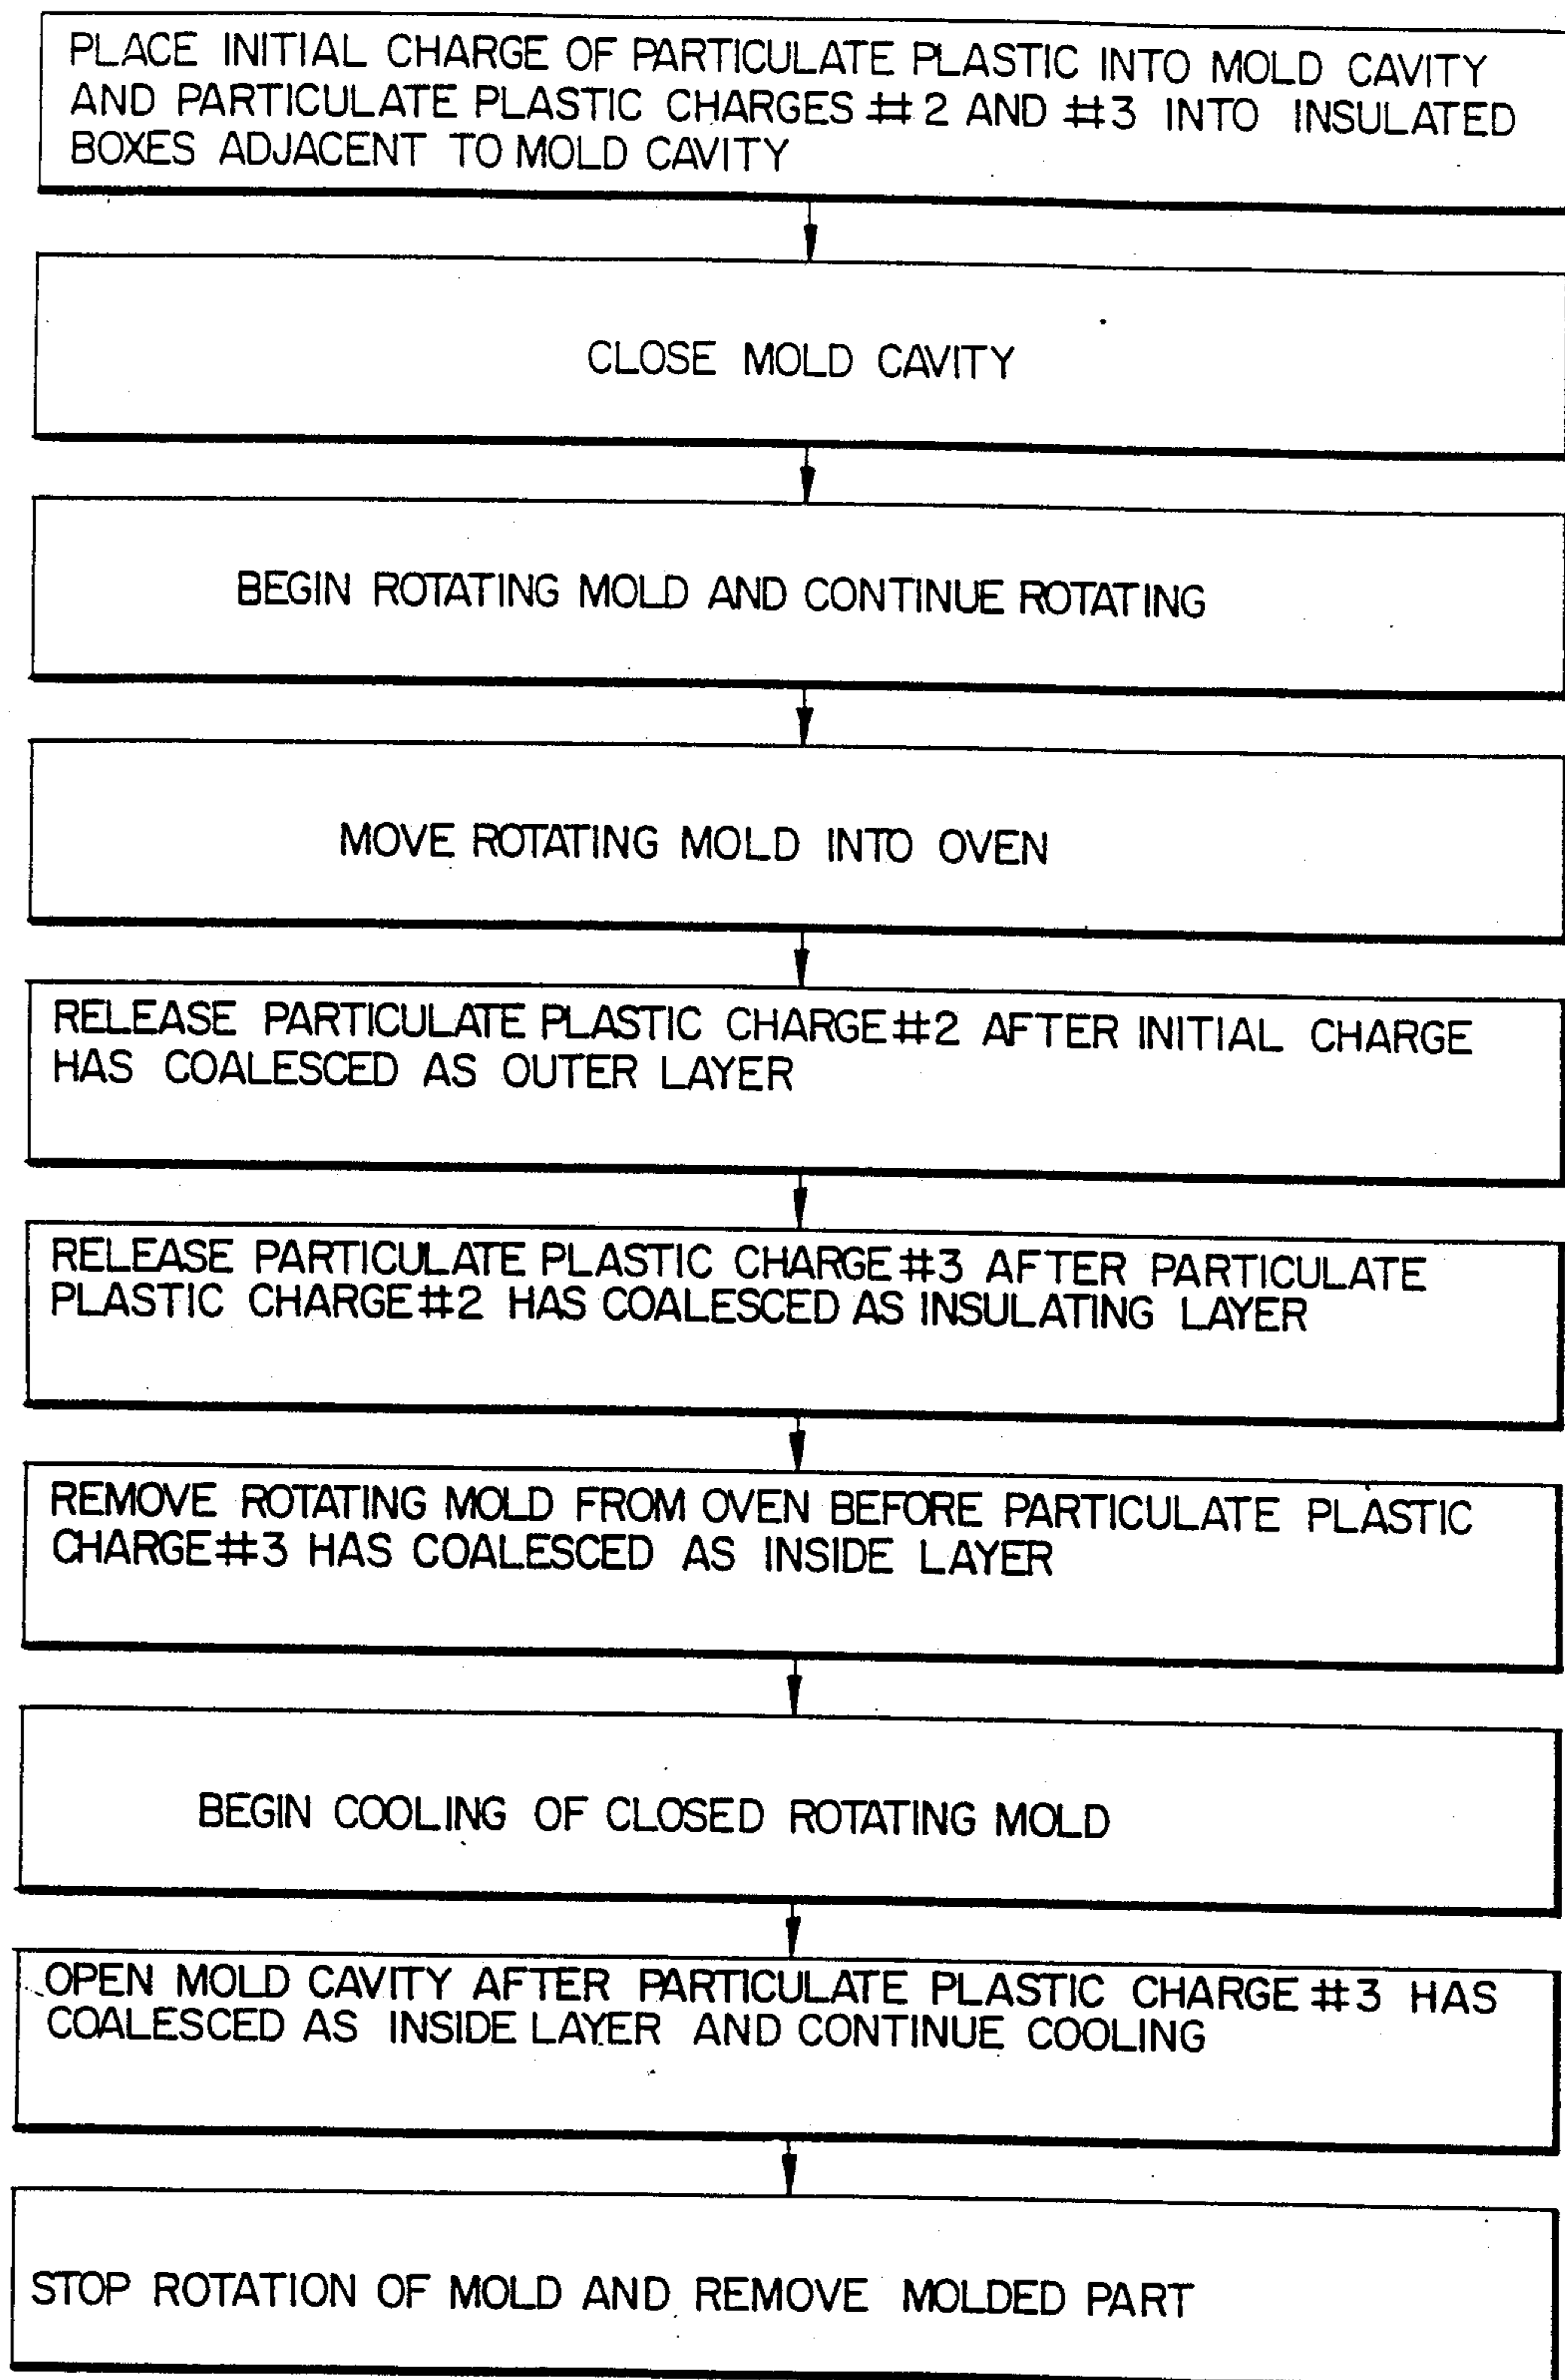 PLACE INITIAL CHARGE OF PARTICULATE PLASTIC INTO MOLD CAVITY
AND PARTICULATE PLASTIC CHARGES #2 AND #3 INTO INSULATED
BOXES ADJACENT TO MOLD CAVITY
CLOSE MOLD CAVITY
BEGIN ROTATING MOLD AND CONTINUE ROTATING
MOVE ROTATING MOLD INTO OVEN
RELEASE PARTICULATE PLASTIC CHARGE #2 AFTER INITIAL CHARGE
HAS COALESCED AS OUTER LAYER
RELEASE PARTICULATE PLASTIC CHARGE #3 AFTER PARTICULATE
PLASTIC CHARGE #2 HAS COALESCED AS INSULATING LAYER
REMOVE ROTATING MOLD FROM OVEN BEFORE PARTICULATE PLASTIC
CHARGE #3 HAS COALESCED AS INSIDE LAYER
BEGIN COOLING OF CLOSED ROTATING MOLD
OPEN MOLD CAVITY AFTER PARTICULATE PLASTIC CHARGE #3 HAS
COALESCED AS INSIDE LAYER AND CONTINUE COOLING
STOP ROTATION OF MOLD AND REMOVE MOLDED PART